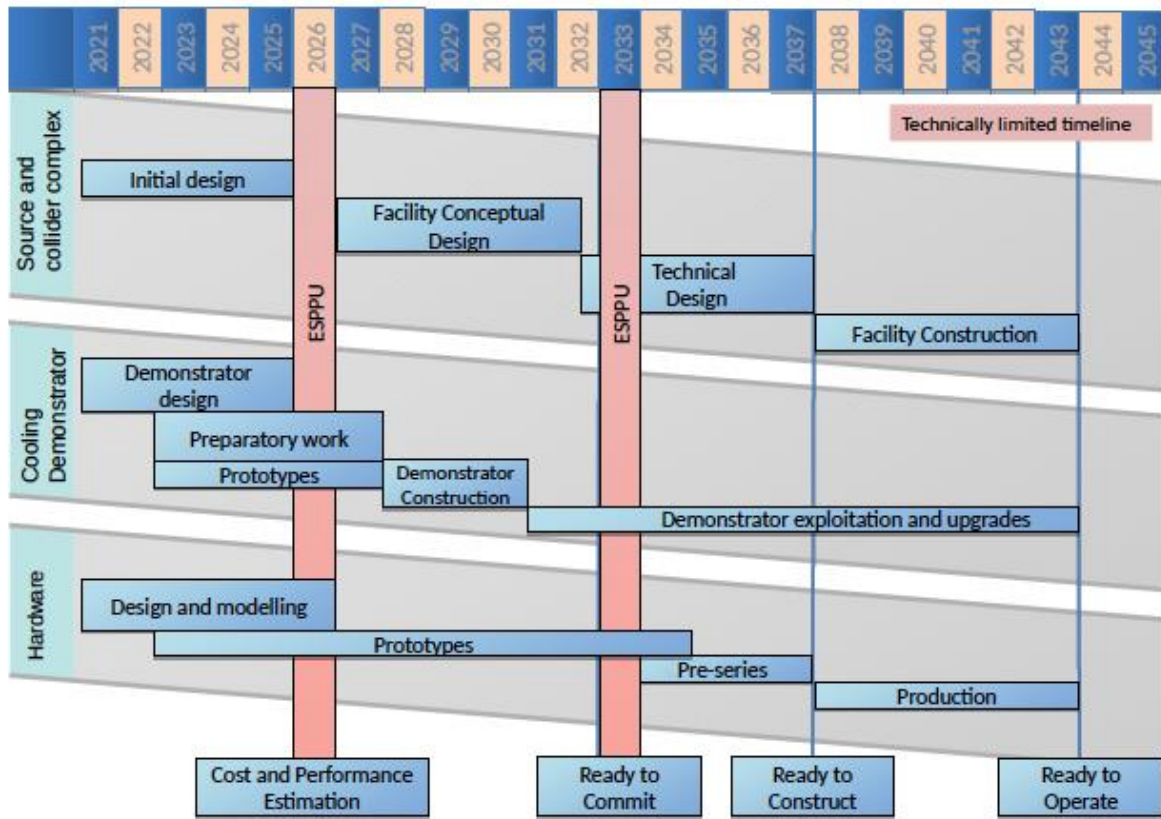 2021 2022 2023 2024 2025 2026 2027 2028 2029 2030 2031 2032 2033 2034 2035 2036 2037 2038 2039 2040 2041 2042 2043 2044 2045
Technically limited timeline
Source and
collider complex
Initial design
Facility Conceptual
Design
Technical
Design
Facility Construction
ESPPU
ESPPU
Cooling
Demonstrator
Demonstrator
design
Preparatory work
Prototypes
Demonstrator
Construction
Demonstrator exploitation and upgrades
Hardware
Design and modelling
Prototypes
Pre-series
Production
Cost and Performance
Estimation
Ready to
Commit
Ready to
Construct
Ready to
Operate